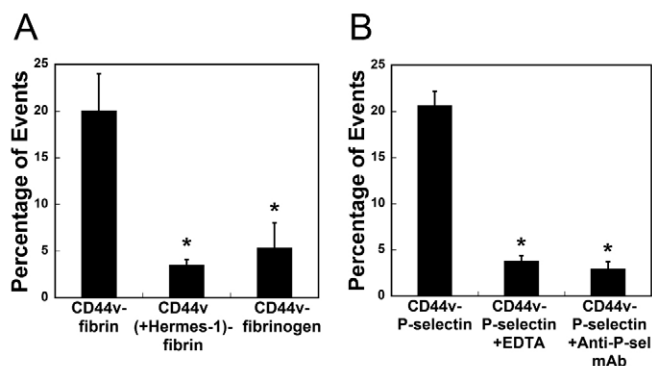 A
B
Percentage of Events
25
20
15
10
5
0
*
*
CD44v-
fibrin
CD44v
(+Hermes-1)-
fibrin
CD44v-
fibrinogen
Percentage of Events
25
20
15
10
5
0
*
*
CD44v-
P-selectin
CD44v-
P-selectin
+EDTA
CD44v-
P-selectin
+Anti-P-sel
mAb